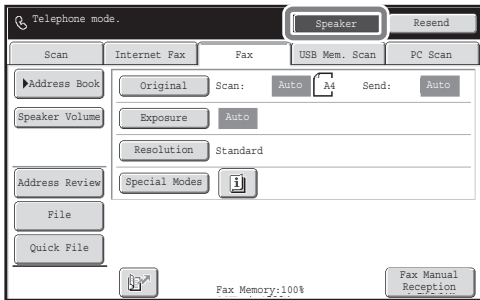 Telephone mode.
Speaker
Resend
Scan
Internet Fax
Fax
USB Mem. Scan
PC Scan
Address Book
Original
Scan:
Auto
A4
Send:
Auto
Speaker Volume
Exposure
Auto
Resolution
Standard
Address Review
Special Modes
File
Quick File
Fax Memory:100%
Fax Manual
Reception